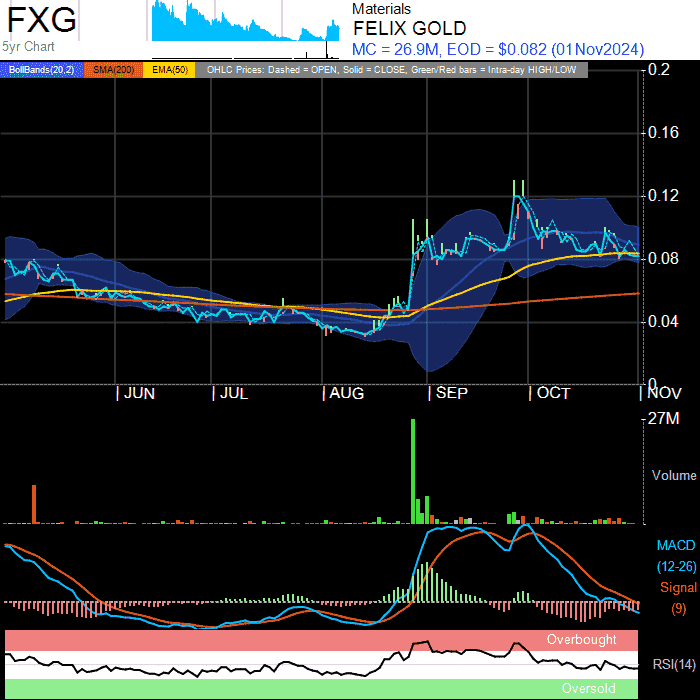 FXG
5yr Chart
Materials
FELIX GOLD
MC = 26.9M, EOD = $0.082 (01Nov2024)
BollBands(20,2) SMA(200) EMA(50) OHLC Prices: Dashed = OPEN, Solid = CLOSE, Green/Red bars = Intra-day HIGH/LOW
0.2
0.16
0.12
0.08
0.04
0
JUN JUL AUG SEP OCT NOV
27M
Volume
MACD
(12-26)
Signal
(9)
Overbought
RSI(14)
Oversold